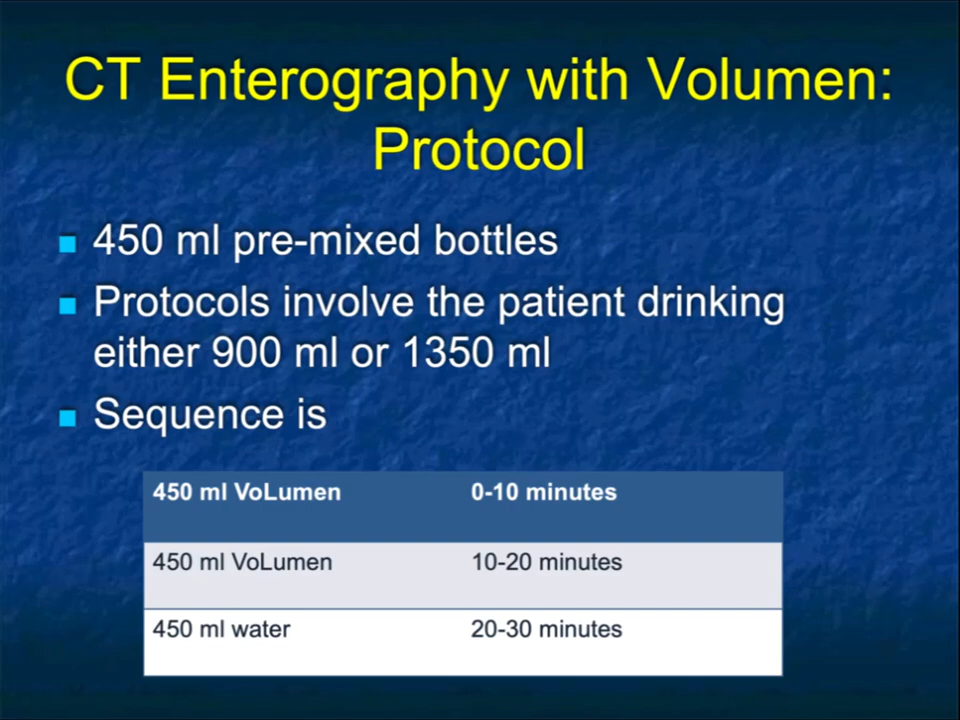 CT Enterography with Volumen:
Protocol
450 ml pre-mixed bottles
Protocols involve the patient drinking
either 900 ml or 1350 ml
Sequence is
450 ml VoLumen 0-10 minutes
450 ml VoLumen 10-20 minutes
450 ml water 20-30 minutes